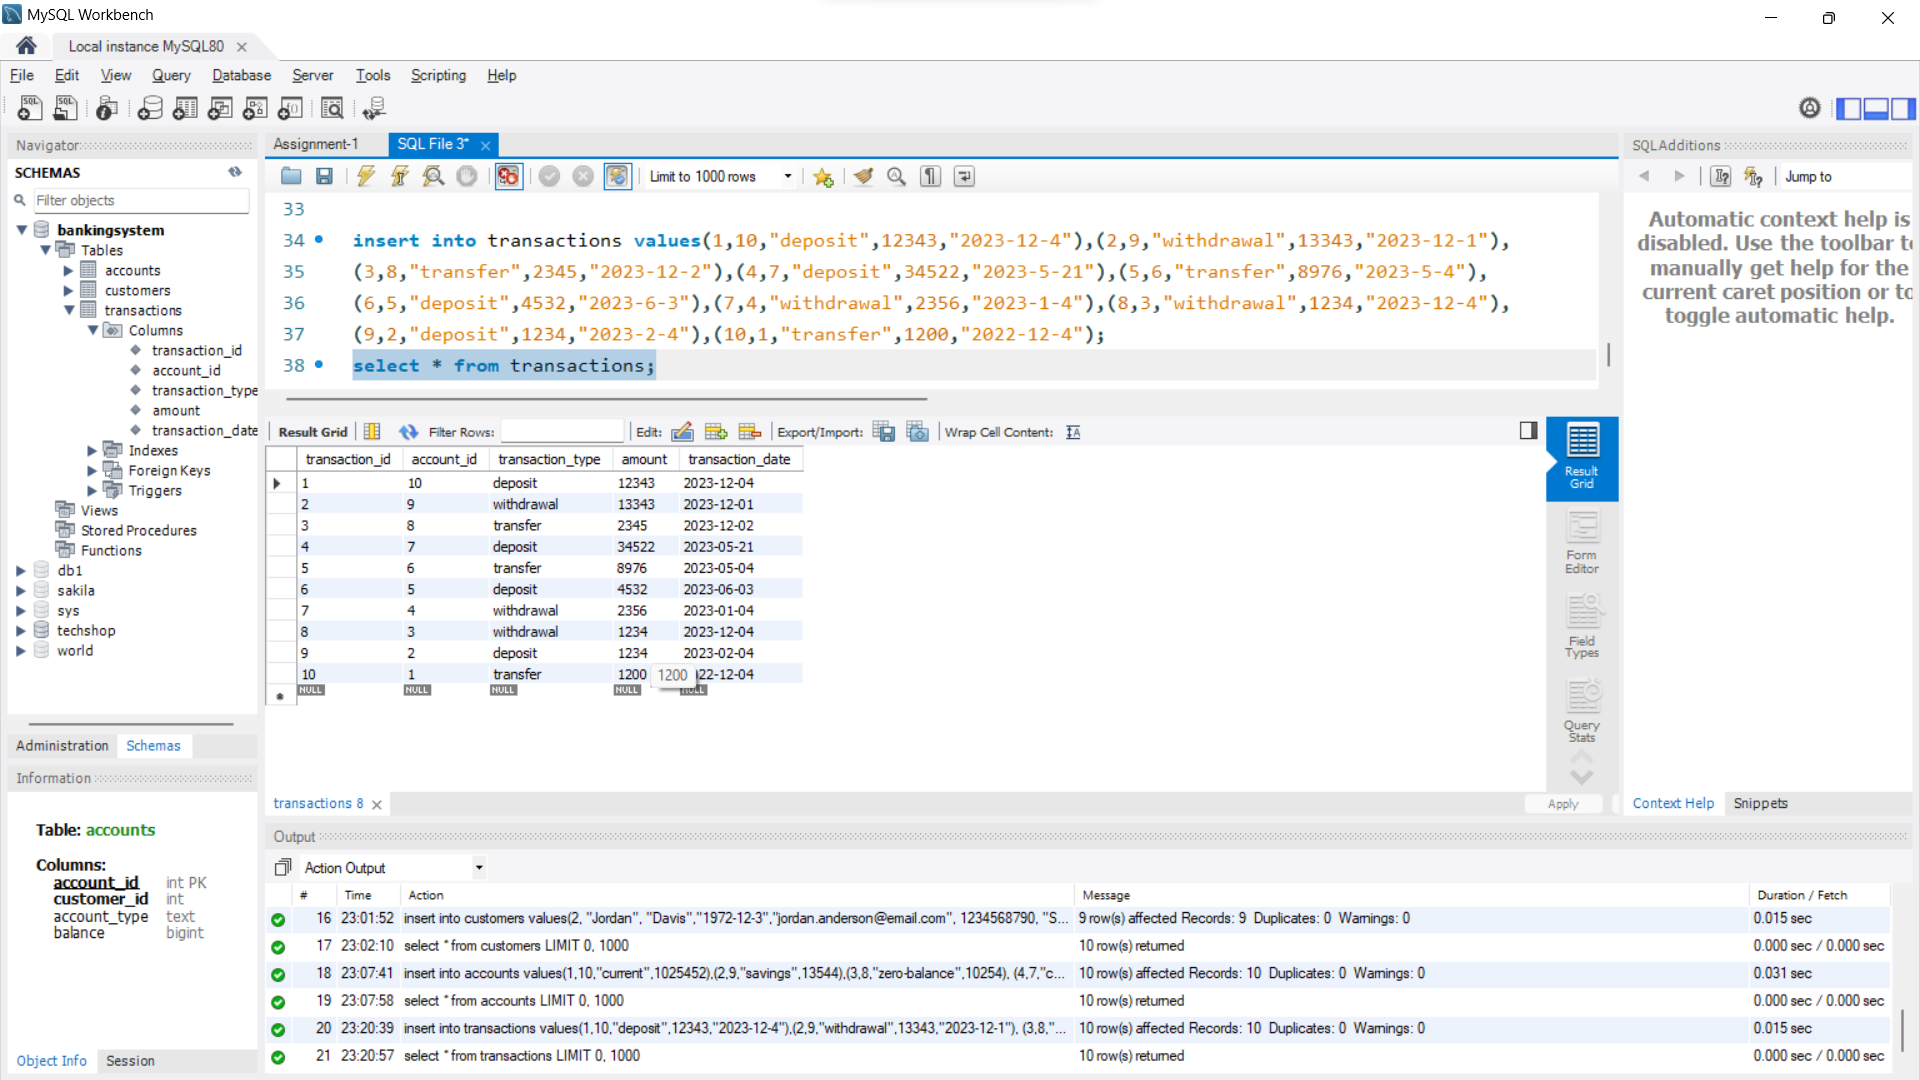 MySQL Workbench
Local instance MySQL80
File Edit View Query Database Server Tools Scripting Help
Navigator
SCHEMAS
Filter objects
bankingsystem
Tables
accounts
customers
transactions
Columns
transaction_id
account_id
transaction_type
amount
transaction_date
Indexes
Foreign Keys
Triggers
Views
Stored Procedures
Functions
db1
sakila
sys
techshop
world
Administration Schemas
Information
Table: accounts
Columns:
account_id int PK
customer_id int
account_type text
balance bigint
Object Info Session
Assignment-1 SQL File 3*
Limit to 1000 rows
33
34 insert into transactions values(1,10,"deposit",12343,"2023-12-4"),(2,9,"withdrawal",13343,"2023-12-1"),
35 (3,8,"transfer",2345,"2023-12-2"),(4,7,"deposit",34522,"2023-5-21"),(5,6,"transfer",8976,"2023-5-4"),
36 (6,5,"deposit",4532,"2023-6-3"),(7,4,"withdrawal",2356,"2023-1-4"),(8,3,"withdrawal",1234,"2023-12-4"),
37 (9,2,"deposit",1234,"2023-2-4"),(10,1,"transfer",1200,"2022-12-4");
38 select * from transactions;
Result Grid Filter Rows: Edit: Export/Import: Wrap Cell Content:
transaction_id account_id transaction_type amount transaction_date
1 10 deposit 12343 2023-12-04
2 9 withdrawal 13343 2023-12-01
3 8 transfer 2345 2023-12-02
4 7 deposit 34522 2023-05-21
5 6 transfer 8976 2023-05-04
6 5 deposit 4532 2023-06-03
7 4 withdrawal 2356 2023-01-04
8 3 withdrawal 1234 2023-12-04
9 2 deposit 1234 2023-02-04
10 1 transfer 1200 1200 22-12-04
NULL NULL NULL NULL NULL
Result
Grid
Form
Editor
Field
Types
Query
Stats
transactions 8
Apply
SQLAdditions
Jump to
Automatic context help is
disabled. Use the toolbar to
manually get help for the
current caret position or to
toggle automatic help.
Context Help Snippets
Output
Action Output
# Time Action Message Duration / Fetch
16 23:01:52 insert into customers values(2, "Jordan", "Davis","1972-12-3","jordan.anderson@email.com", 1234568790, "S... 9 row(s) affected Records: 9 Duplicates: 0 Warnings: 0 0.015 sec
17 23:02:10 select * from customers LIMIT 0, 1000 10 row(s) returned 0.000 sec / 0.000 sec
18 23:07:41 insert into accounts values(1,10,"current",1025452),(2,9,"savings",13544),(3,8,"zero-balance",10254), (4,7,"c... 10 row(s) affected Records: 10 Duplicates: 0 Warnings: 0 0.031 sec
19 23:07:58 select * from accounts LIMIT 0, 1000 10 row(s) returned 0.000 sec / 0.000 sec
20 23:20:39 insert into transactions values(1,10,"deposit",12343,"2023-12-4"),(2,9,"withdrawal",13343,"2023-12-1"), (3,8,"... 10 row(s) affected Records: 10 Duplicates: 0 Warnings: 0 0.015 sec
21 23:20:57 select * from transactions LIMIT 0, 1000 10 row(s) returned 0.000 sec / 0.000 sec